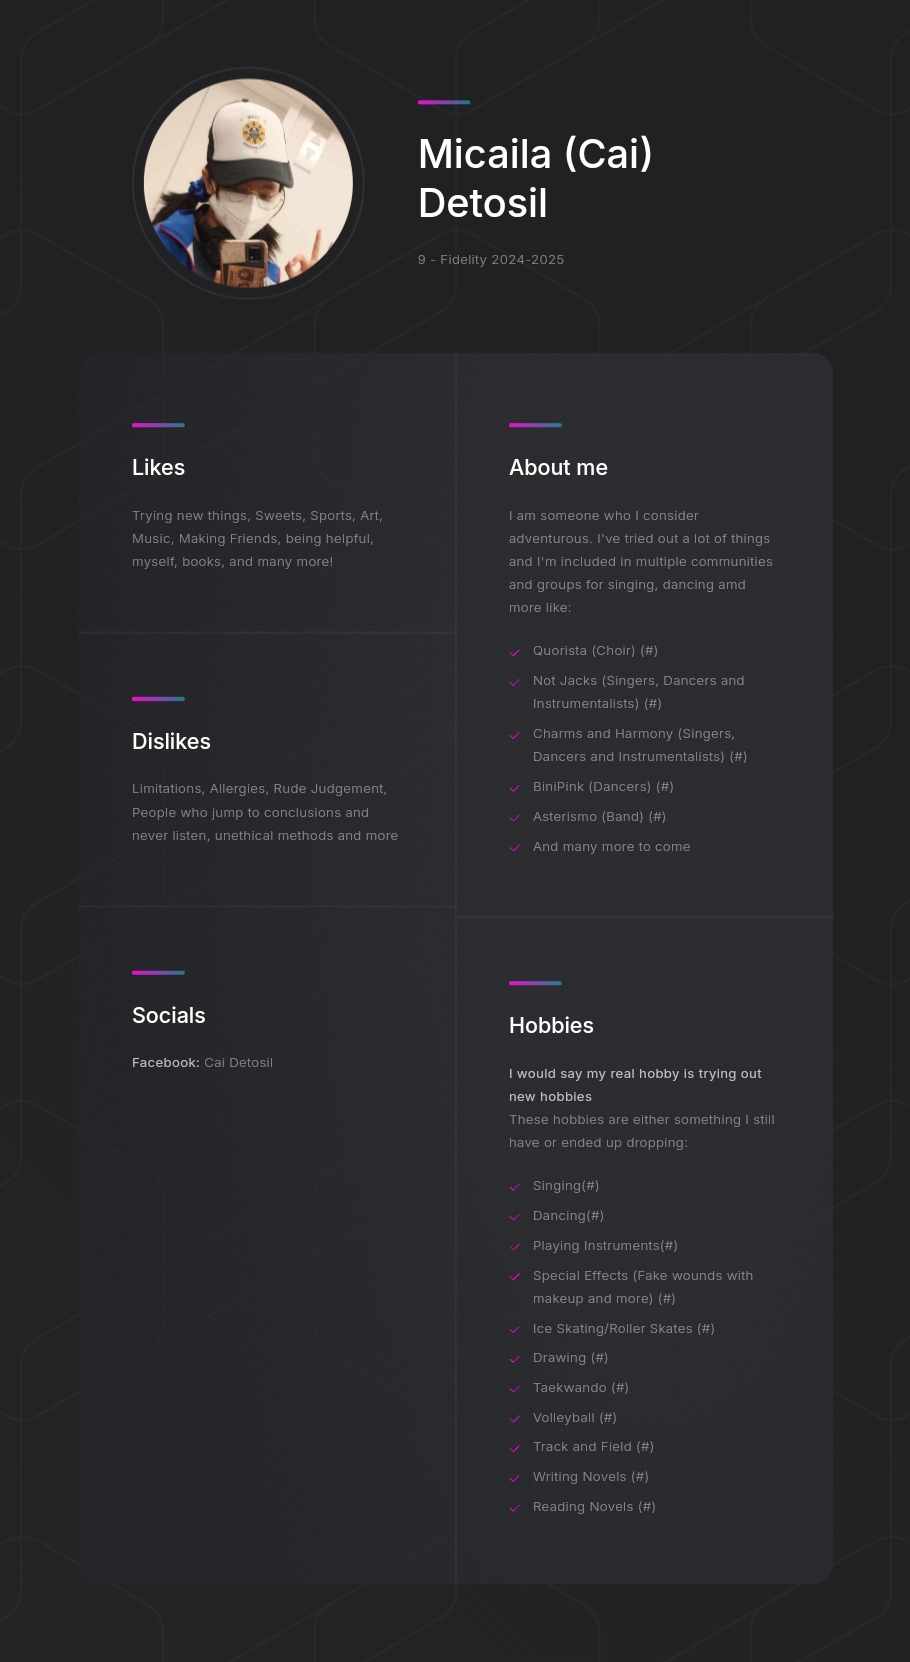 Micaila (Cai)
Detosil
9 - Fidelity 2024-2025
Likes
Trying new things, Sweets, Sports, Art,
Music, Making Friends, being helpful,
myself, books, and many more!
Dislikes
Limitations, Allergies, Rude Judgement,
People who jump to conclusions and
never listen, unethical methods and more
Socials
Facebook: Cai Detosil
About me
I am someone who I consider
adventurous. I've tried out a lot of things
and I'm included in multiple communities
and groups for singing, dancing amd
more like:
Quorista (Choir) (#)
Not Jacks (Singers, Dancers and
Instrumentalists) (#)
Charms and Harmony (Singers,
Dancers and Instrumentalists) (#)
BiniPink (Dancers) (#)
Asterismo (Band) (#)
And many more to come
Hobbies
I would say my real hobby is trying out
new hobbies
These hobbies are either something I still
have or ended up dropping:
Singing(#)
Dancing(#)
Playing Instruments(#)
Special Effects (Fake wounds with
makeup and more) (#)
Ice Skating/Roller Skates (#)
Drawing (#)
Taekwando (#)
Volleyball (#)
Track and Field (#)
Writing Novels (#)
Reading Novels (#)